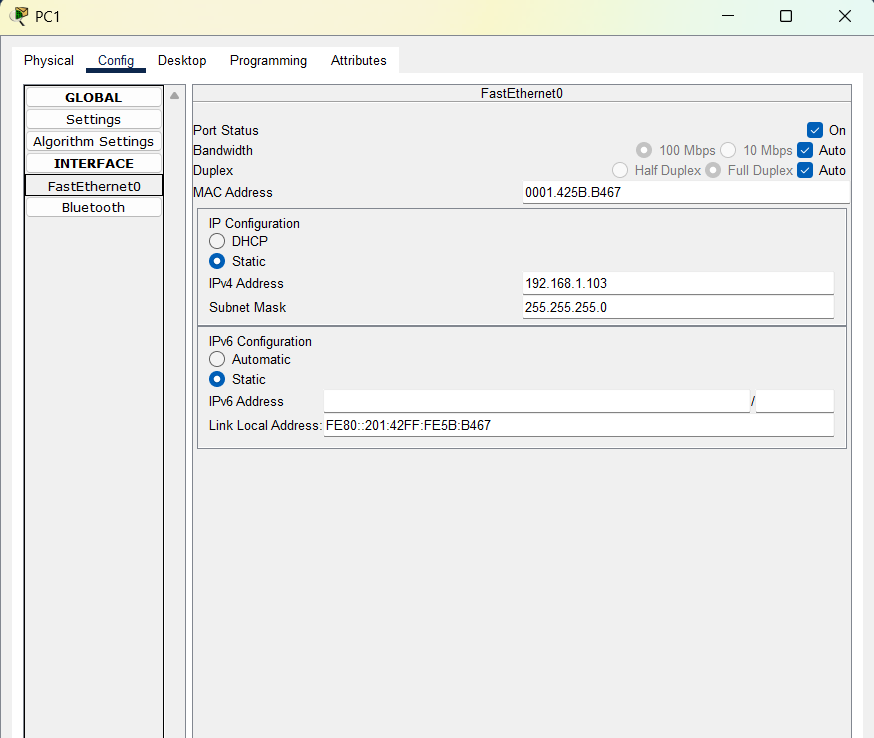 PC1
Physical Config Desktop Programming Attributes
GLOBAL
Settings
Algorithm Settings
INTERFACE
FastEthernet0
Bluetooth
FastEthernet0
Port Status On
Bandwidth 100 Mbps 10 Mbps Auto
Duplex Half Duplex Full Duplex Auto
MAC Address 0001.425B.B467
IP Configuration
DHCP
Static
IPv4 Address 192.168.1.103
Subnet Mask 255.255.255.0
IPv6 Configuration
Automatic
Static
IPv6 Address /
Link Local Address: FE80::201:42FF:FE5B:B467